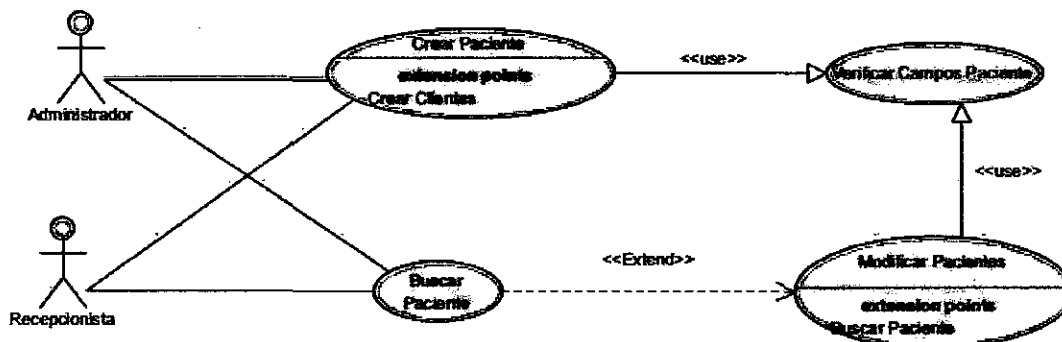 Crear Paciente
extension points
Crear Clientes
<<use>>
Verificar Campos Paciente
Administrador
<<use>>
Recepcionista
Buscar
Paciente
<<Extend>>
Modificar Pacientes
extension points
Buscar Paciente